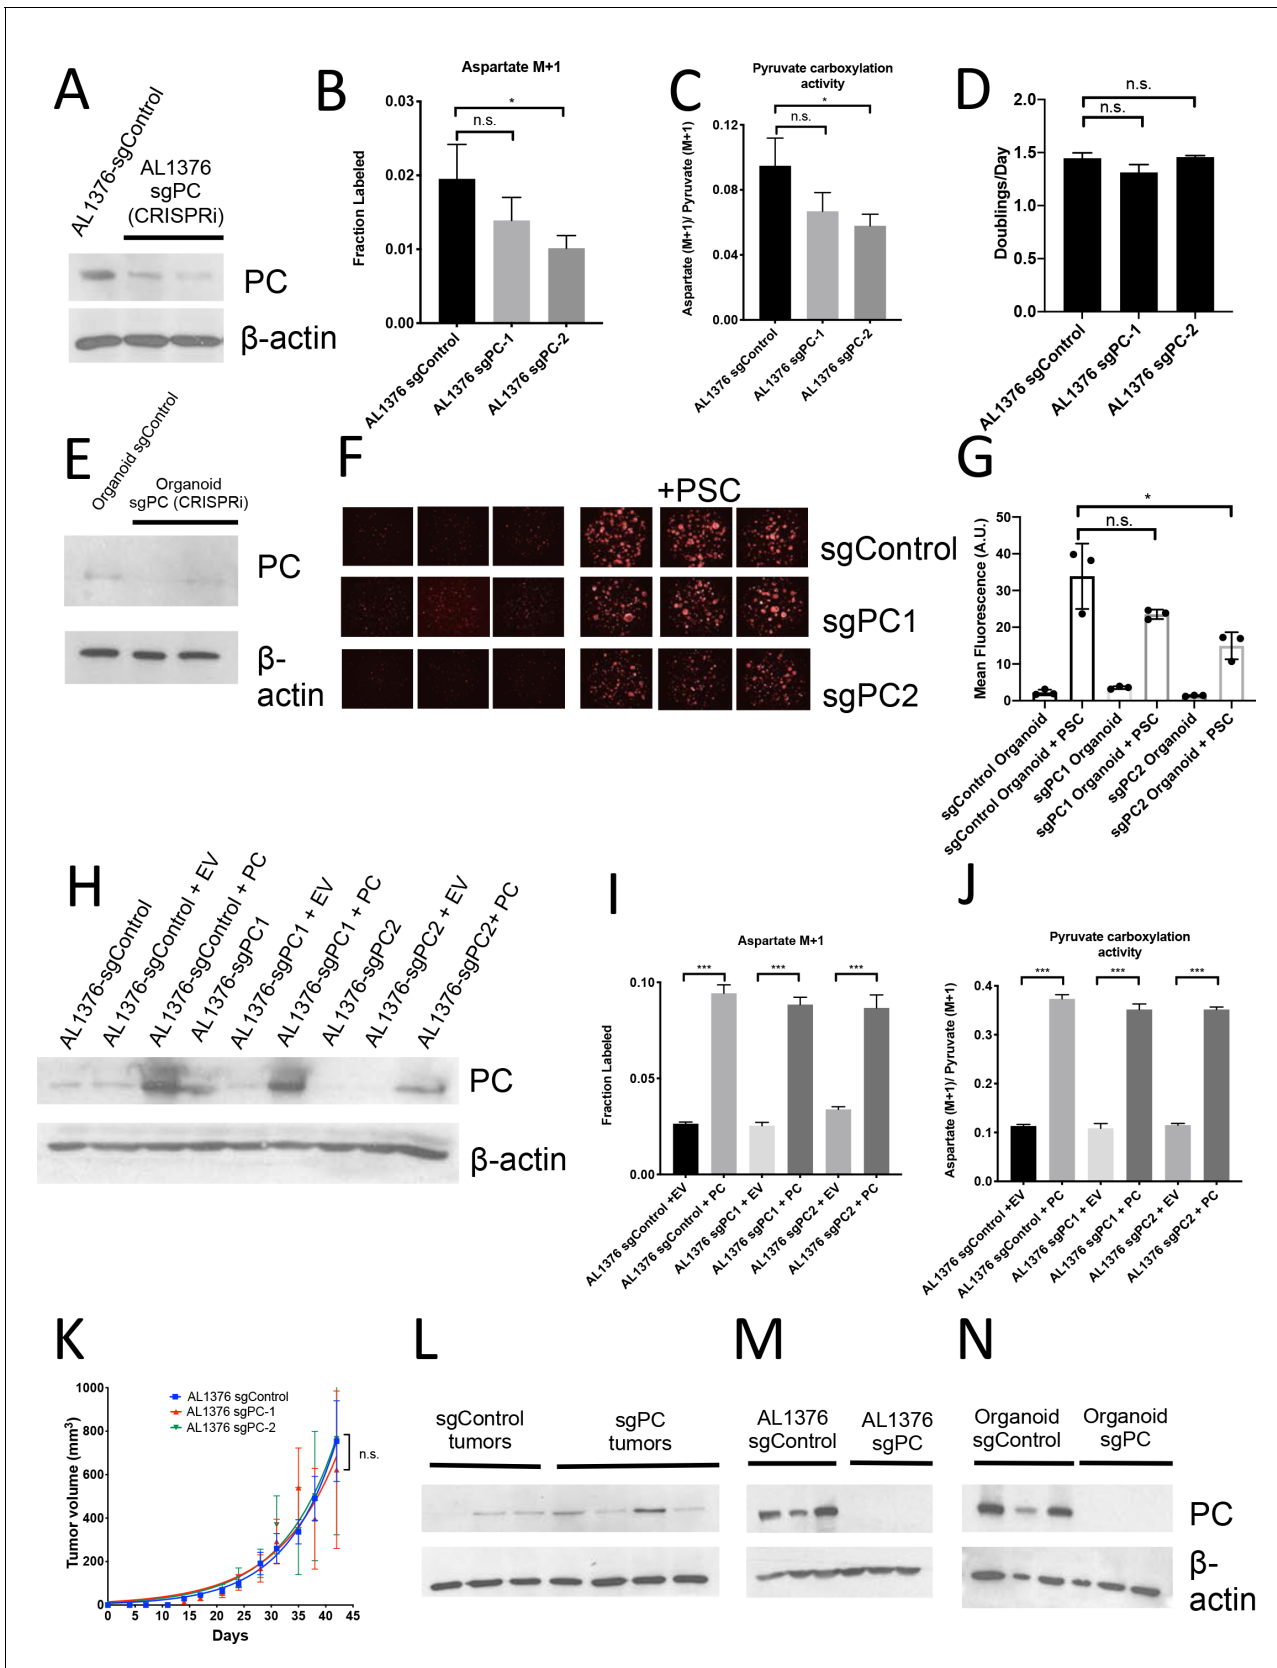 A
AL1376-sgControl
AL1376
sgPC
(CRISPRi)
PC
β-actin
B
Aspartate M+1
Fraction Labeled
0.03
0.02
0.01
0.00
n.s.
*
AL1376 sgControl
AL1376 sgPC-1
AL1376 sgPC-2
C
Pyruvate carboxylation
activity
Aspartate (M+1)/ Pyruvate (M+1)
0.12
0.08
0.04
0.00
*
n.s.
AL1376 sgControl
AL1376 sgPC-1
AL1376 sgPC-2
D
Doublings/Day
2.0
1.5
1.0
0.5
0.0
n.s.
n.s.
AL1376 sgControl
AL1376 sgPC-1
AL1376 sgPC-2
E
Organoid sgControl
Organoid
sgPC (CRISPRi)
PC
β-
actin
F
+PSC
sgControl
sgPC1
sgPC2
G
Mean Fluorescence (A.U.)
50
40
30
20
10
0
*
n.s.
sgControl Organoid
sgControl Organoid + PSC
sgPC1 Organoid
sgPC1 Organoid + PSC
sgPC2 Organoid
sgPC2 Organoid + PSC
H
AL1376-sgControl
AL1376-sgControl + EV
AL1376-sgControl + PC
AL1376-sgPC1
AL1376-sgPC1 + EV
AL1376-sgPC1 + PC
AL1376-sgPC2
AL1376-sgPC2 + EV
AL1376-sgPC2+ PC
PC
β-actin
I
Aspartate M+1
Fraction Labeled
0.10
0.05
0.00
***
***
***
AL1376 sgControl +EV
AL1376 sgControl + PC
AL1376 sgPC1 + EV
AL1376 sgPC1 + PC
AL1376 sgPC2 + EV
AL1376 sgPC2 + PC
J
Pyruvate carboxylation
activity
Aspartate (M+1)/ Pyruvate (M+1)
0.4
0.3
0.2
0.1
0.0
***
***
***
AL1376 sgControl +EV
AL1376 sgControl + PC
AL1376 sgPC1 + EV
AL1376 sgPC1 + PC
AL1376 sgPC2 + EV
AL1376 sgPC2 + PC
K
Tumor volume (mm³)
1000
800
600
400
200
0
AL1376 sgControl
AL1376 sgPC-1
AL1376 sgPC-2
n.s.
0 5 10 15 20 25 30 35 40 45
Days
L
sgControl
tumors
sgPC
tumors
M
AL1376
sgControl
AL1376
sgPC
N
Organoid
sgControl
Organoid
sgPC
PC
β-
actin